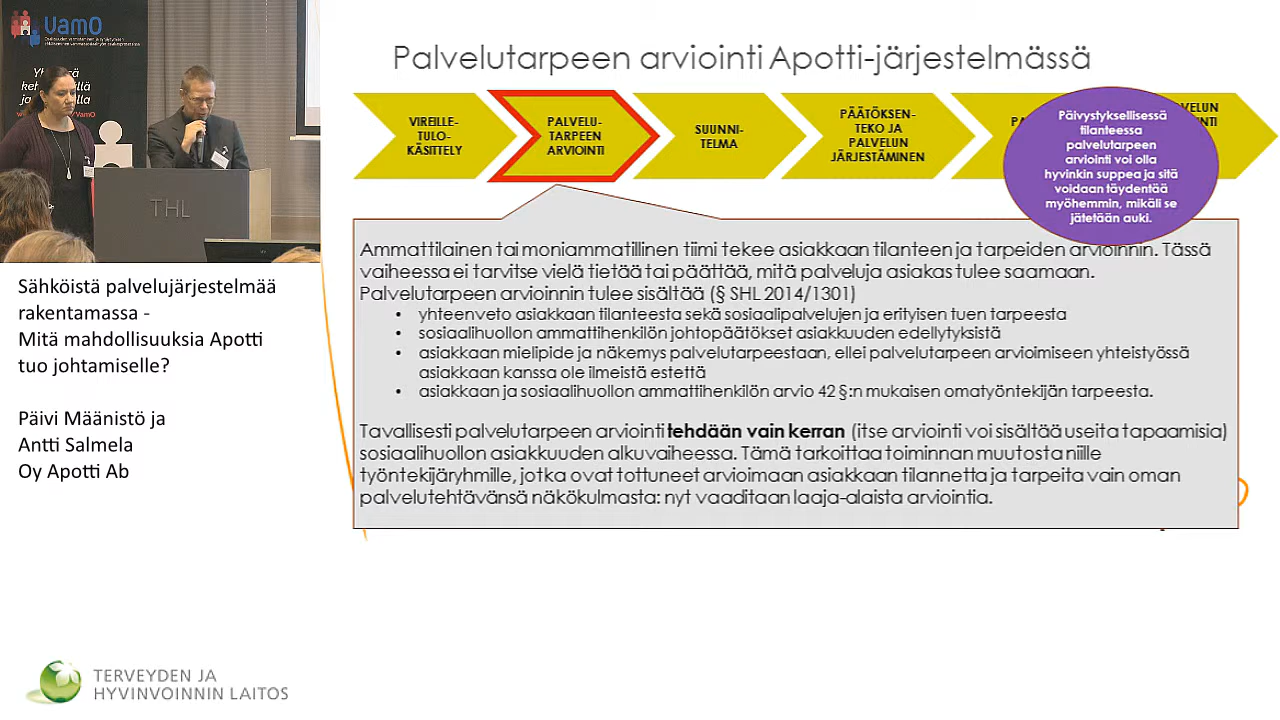 VamO
Yh
keh
ja
THL
Sähköistä palvelujärjestelmää
rakentamassa -
Mitä mahdollisuuksia Apotti
tuo johtamiselle?
Päivi Määnistö ja
Antti Salmela
Oy Apotti Ab
TERVEYDEN JA
HYVINVOINNIN LAITOS
Palvelutarpeen arviointi Apotti-järjestelmässä
VIREILLE-
TULO-
KÄSITTELY
PALVELU-
TARPEEN
ARVIOINTI
SUUNNI-
TELMA
PÄÄTÖKSEN-
TEKO JA
PALVELUN
JÄRJESTÄMINEN
Päivystyksellisessä
tilanteessa
palvelutarpeen
arviointi voi olla
hyvinkin suppea ja sitä
voidaan täydentää
myöhemmin, mikäli se
jätetään auki.
Ammattilainen tai moniammatillinen tiimi tekee asiakkaan tilanteen ja tarpeiden arvioinnin. Tässä
vaiheessa ei tarvitse vielä tietää tai päättää, mitä palveluja asiakas tulee saamaan.
Palvelutarpeen arvioinnin tulee sisältää (§ SHL 2014/1301)
• yhteenveto asiakkaan tilanteesta sekä sosiaalipalvelujen ja erityisen tuen tarpeesta
• sosiaalihuollon ammattihenkilön johtopäätökset asiakkuuden edellytyksistä
• asiakkaan mielipide ja näkemys palvelutarpeestaan, ellei palvelutarpeen arvioimiseen yhteistyössä
asiakkaan kanssa ole ilmeistä estettä
• asiakkaan ja sosiaalihuollon ammattihenkilön arvio 42 §:n mukaisen omatyöntekijän tarpeesta.
Tavallisesti palvelutarpeen arviointi tehdään vain kerran (itse arviointi voi sisältää useita tapaamisia)
sosiaalihuollon asiakkuuden alkuvaiheessa. Tämä tarkoittaa toiminnan muutosta niille
työntekijäryhmille, jotka ovat tottuneet arvioimaan asiakkaan tilannetta ja tarpeita vain oman
palvelutehtävänsä näkökulmasta: nyt vaaditaan laaja-alaista arviointia.